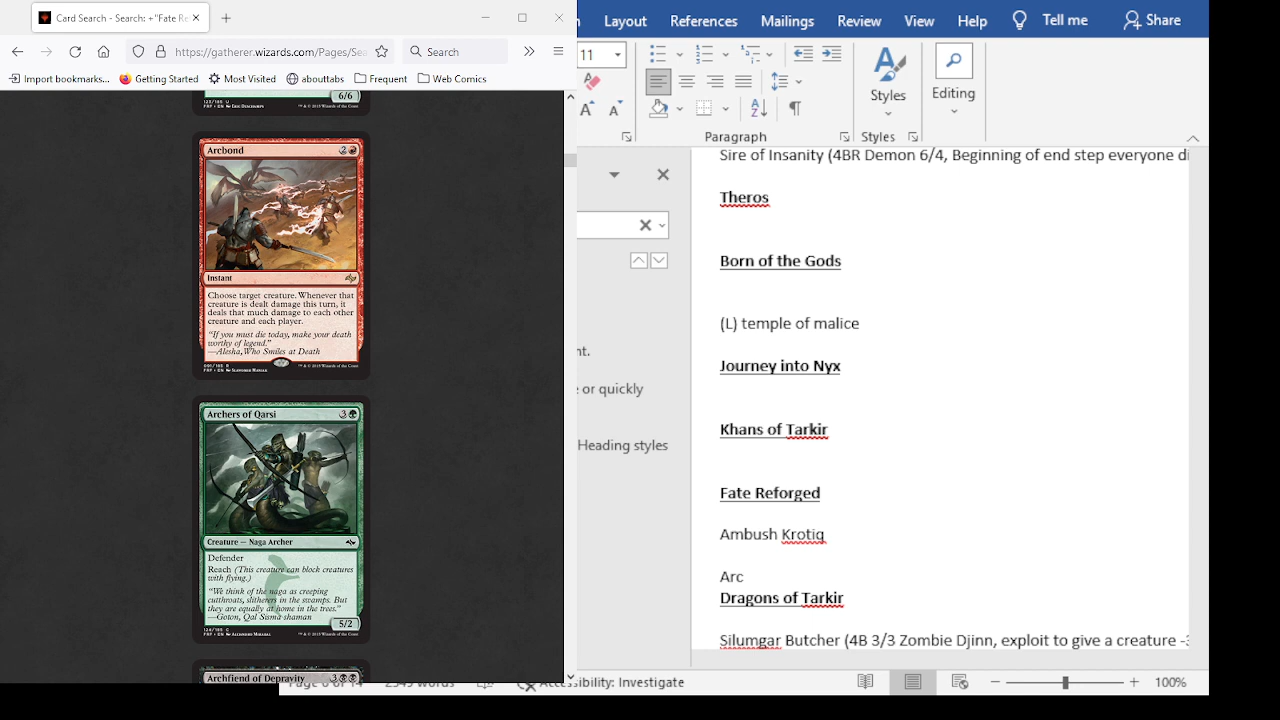 Card Search - Search: +"Fate Re
https://gatherer.wizards.com/Pages/Sea
Search
Import bookmarks...
Getting Started
Most Visited
abouttabs
Frequent
Web Comics
6/6
Arcbond
Instant
Choose target creature. Whenever that
creature is dealt damage this turn, it
deals that much damage to each other
creature and each player.
"If you must die today, make your death
worthy of legend."
—Alesha, Who Smiles at Death
Archers of Qarsi
3
Creature — Naga Archer
Defender
Reach (This creature can block creatures
with flying.)
"We think of the naga as creeping
cutthroats, slitherers in the swamps. But
they are equally at home in the trees."
—Goton, Qal Sisma shaman
5/2
Archfiend of Depravity
3
Layout
References
Mailings
Review
View
Help
Tell me
Share
11
Styles
Editing
Paragraph
Styles
nt.
e or quickly
Heading styles
Sire of Insanity (4BR Demon 6/4, Beginning of end step everyone di
Theros
Born of the Gods
(L) temple of malice
Journey into Nyx
Khans of Tarkir
Fate Reforged
Ambush Krotiq
Arc
Dragons of Tarkir
Silumgar Butcher (4B 3/3 Zombie Djinn, exploit to give a creature -3
Accessibility: Investigate
100%